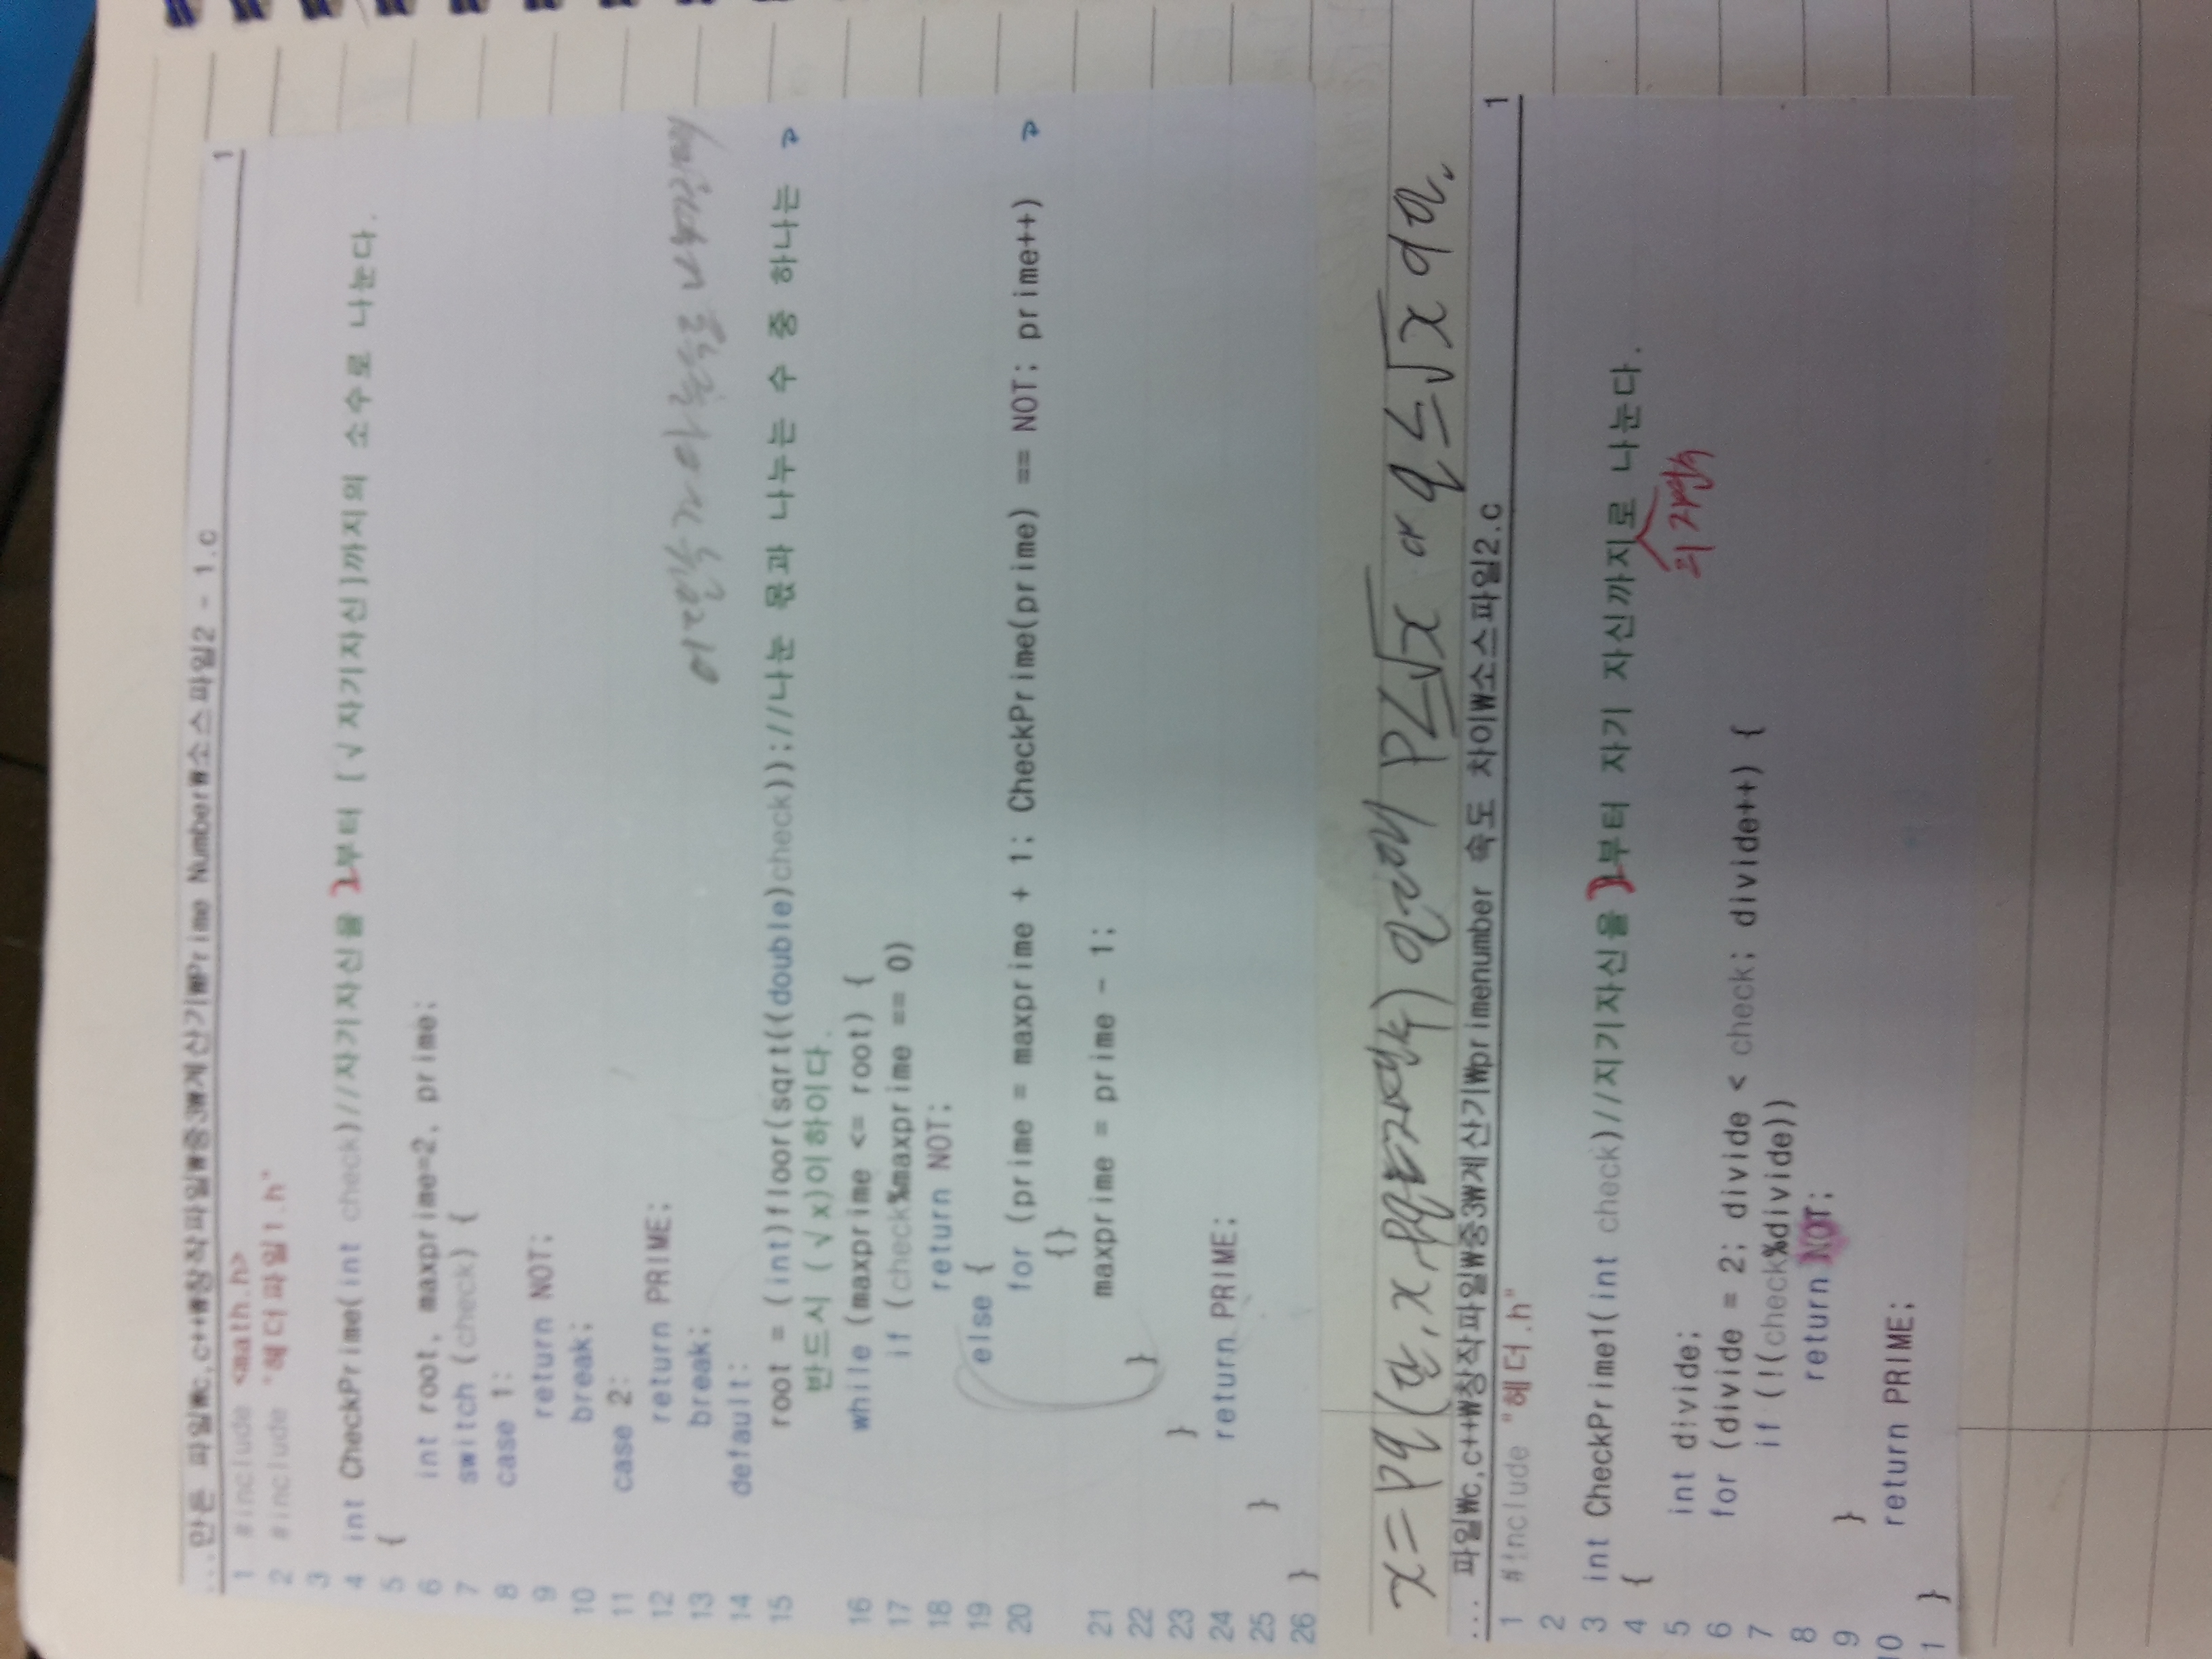 ...만든 파일₩c,c++₩창작파일₩중3₩계산기₩Prime Number₩소스파일2 - 1.c 1
1 #include <math.h>
2 #include "헤더파일1.h"
3
4 int CheckPrime(int check)//자기자신을 2부터 [√자기자신]까지의 소수로 나눈다.
5 {
6 int root, maxprime=2, prime;
7 switch (check) {
8 case 1:
9 return NOT;
10 break;
11 case 2:
12 return PRIME;
13 break;
어떤수가 다른수로 나눠질때
14 default:
15 root = (int)floor(sqrt((double)check));//나눈 몫과 나누는 수 중 하나는
반드시 (√x)이하이다.
16 while (maxprime <= root) {
17 if (check%maxprime == 0)
18 return NOT;
19 else {
20 for (prime = maxprime + 1; CheckPrime(prime) == NOT; prime++)
{}
21 maxprime = prime - 1;
22 }
23 }
24 return PRIME;
25 }
26 }
x=pq(단, x, p,q는 자연수) 일때 p≤√x or q≤√x이다.
... 파일₩c,c++₩창작파일₩중3₩계산기₩primenumber 속도 차이₩소스파일2.c 1
1 #include "헤더.h"
2
3 int CheckPrime1(int check)//지기자신을 2부터 자기 자신까지로 나눈다.
4 {
의 자연수
5 int divide;
6 for (divide = 2; divide < check; divide++) {
7 if (!(check%divide))
8 return NOT;
9 }
10 return PRIME;
1 }